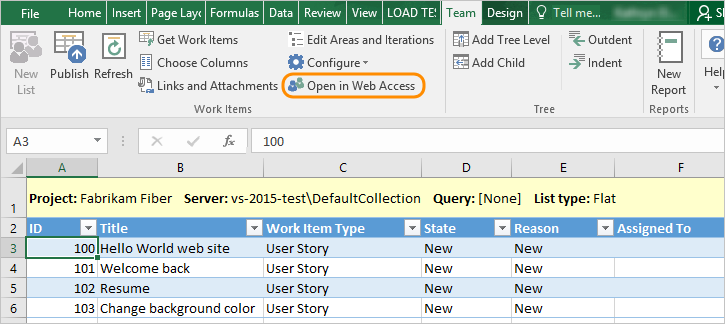 File Home Insert Page Layo Formulas Data Review View LOAD TES Team Design Tell me...
Get Work Items Edit Areas and Iterations Add Tree Level Outdent
New List Publish Refresh Choose Columns Configure Add Child Indent New Report Help
Links and Attachments Open in Web Access
Work Items Tree Reports
A3 fx 100
A B C D E F
1 Project: Fabrikam Fiber Server: vs-2015-test\DefaultCollection Query: [None] List type: Flat
2 ID Title Work Item Type State Reason Assigned To
3 100 Hello World web site User Story New New
4 101 Welcome back User Story New New
5 102 Resume User Story New New
6 103 Change background color User Story New New